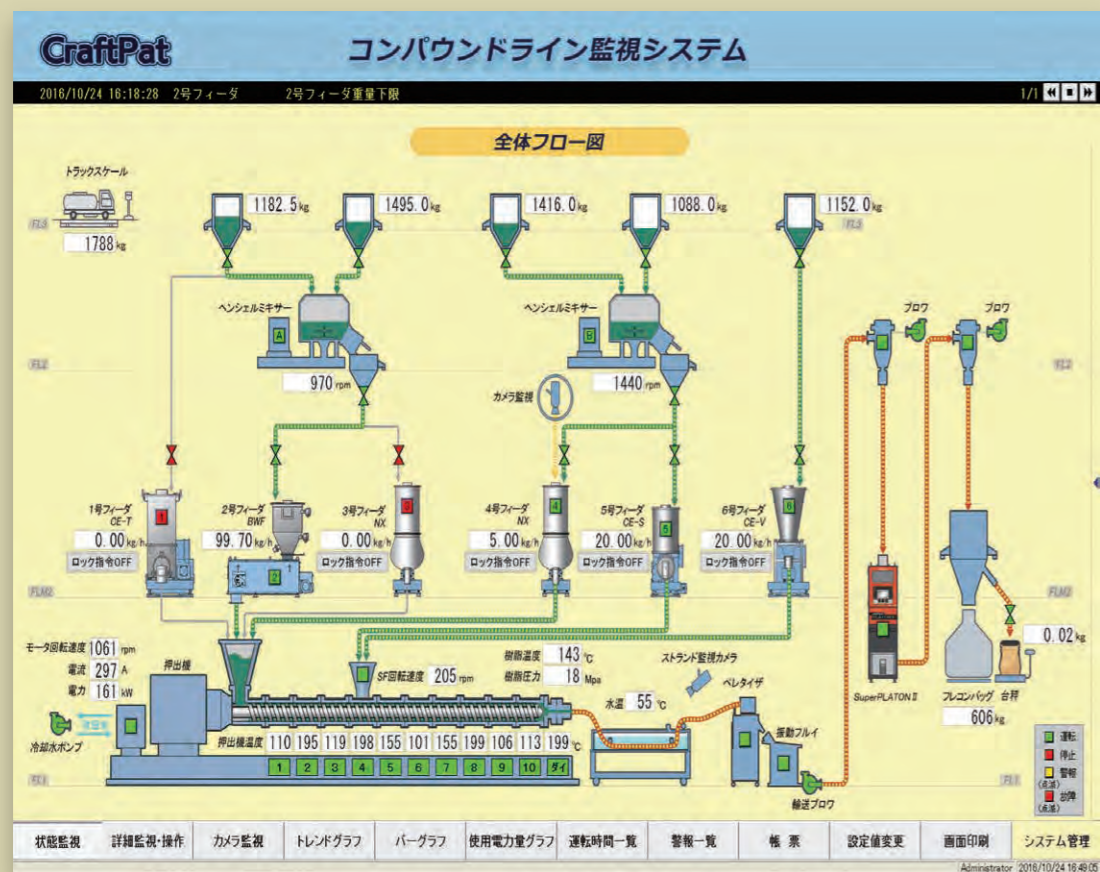 CraftPat
コンパウンドライン監視システム
2016/10/24 16:18:28 2号フィーダ 2号フィーダ重量下限
1/1
全体フロー図
トラックスケール
1788 kg
1182.5 kg
1495.0 kg
1416.0 kg
1088.0 kg
1152.0 kg
FL3
FL3
ヘンシェルミキサー
A
970 rpm
ヘンシェルミキサー
B
1440 rpm
ブロワ
ブロワ
FL2
FL2
カメラ監視
1号フィーダ
CE-T
0.00 kg/h
ロック指令OFF
1
2号フィーダ
BWF
99.70 kg/h
2
3号フィーダ
NX
0.00 kg/h
ロック指令OFF
3
4号フィーダ
NX
5.00 kg/h
ロック指令OFF
4
5号フィーダ
CE-S
20.00 kg/h
ロック指令OFF
5
6号フィーダ
CE-V
20.00 kg/h
ロック指令OFF
6
FLM2
FLM2
0.02 kg
SuperPLATONⅡ
フレコンバッグ
台秤
606 kg
モータ回転速度 1061 rpm
電流 297 A
電力 161 kW
押出機
SF回転速度 205 rpm
樹脂温度 143 ℃
樹脂圧力 18 Mpa
ストランド監視カメラ
ペレタイザ
水温 55 ℃
振動フルイ
冷却水ポンプ
押出機温度 110 195 119 198 155 101 155 199 106 113 199 ℃
1 2 3 4 5 6 7 8 9 10 ダイ
輸送ブロワ
FL1
FL1
運転
停止
警報
(点滅)
故障
(点滅)
状態監視 詳細監視・操作 カメラ監視 トレンドグラフ バーグラフ 使用電力量グラフ 運転時間一覧 警報一覧 帳 票 設定値変更 画面印刷 システム管理
Administrator 2016/10/24 16:49:05